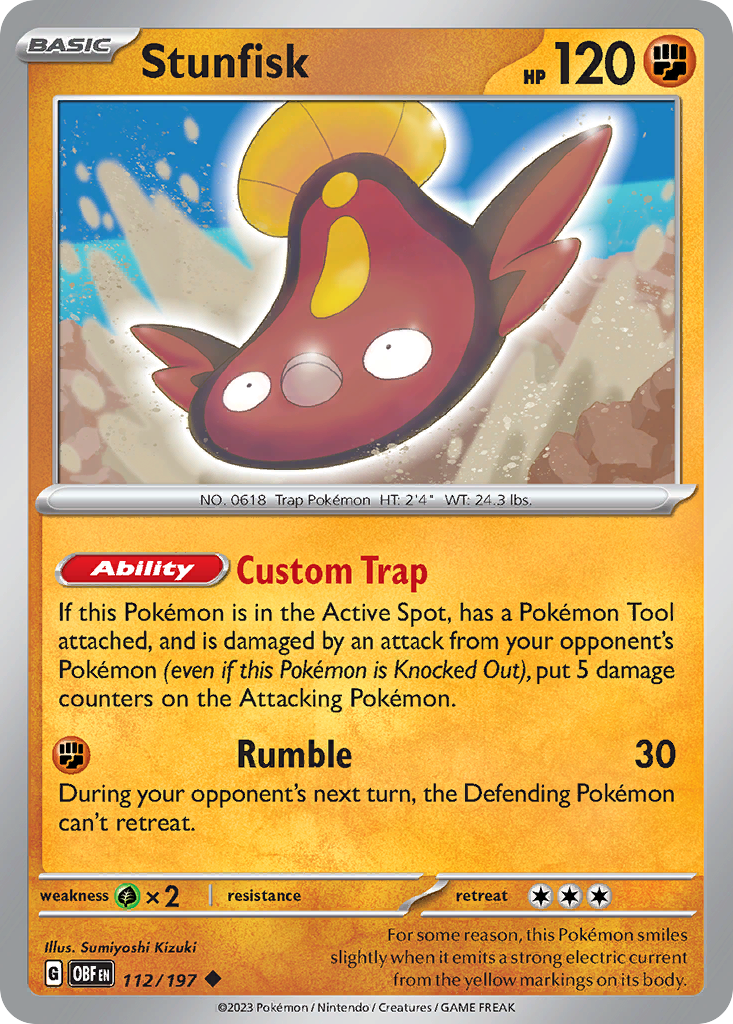 BASIC
Stunfisk
HP 120
NO. 0618 Trap Pokémon HT: 2'4" WT: 24.3 lbs.
Ability Custom Trap
If this Pokémon is in the Active Spot, has a Pokémon Tool
attached, and is damaged by an attack from your opponent's
Pokémon (even if this Pokémon is Knocked Out), put 5 damage
counters on the Attacking Pokémon.
Rumble 30
During your opponent's next turn, the Defending Pokémon
can't retreat.
weakness ×2 resistance retreat
Illus. Sumiyoshi Kizuki
G OBF EN 112/197
For some reason, this Pokémon smiles
slightly when it emits a strong electric current
from the yellow markings on its body.
©2023 Pokémon / Nintendo / Creatures / GAME FREAK